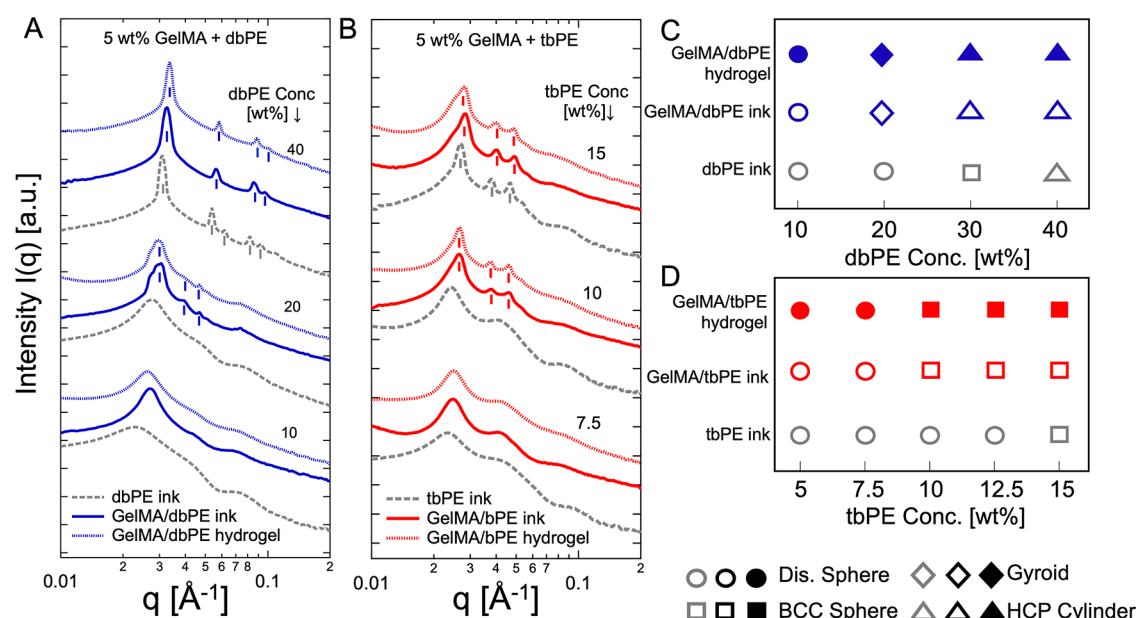 A
5 wt% GelMA + dbPE
dbPE Conc
[wt%] ↓
40
20
10
dbPE ink
GelMA/dbPE ink
GelMA/dbPE hydrogel
Intensity I(q) [a.u.]
0.01 2 3 4 5 6 7 8 0.1 2
q [Å-1]
B
5 wt% GelMA + tbPE
tbPE Conc
[wt%]↓
15
10
7.5
tbPE ink
GelMA/bPE ink
GelMA/bPE hydrogel
0.01 2 3 4 5 6 7 0.1 2
q [Å-1]
C
GelMA/dbPE
hydrogel
GelMA/dbPE ink
dbPE ink
10 20 30 40
dbPE Conc. [wt%]
D
GelMA/tbPE
hydrogel
GelMA/tbPE ink
tbPE ink
5 7.5 10 12.5 15
tbPE Conc. [wt%]
Dis. Sphere Gyroid
BCC Sphere HCP Cylinder